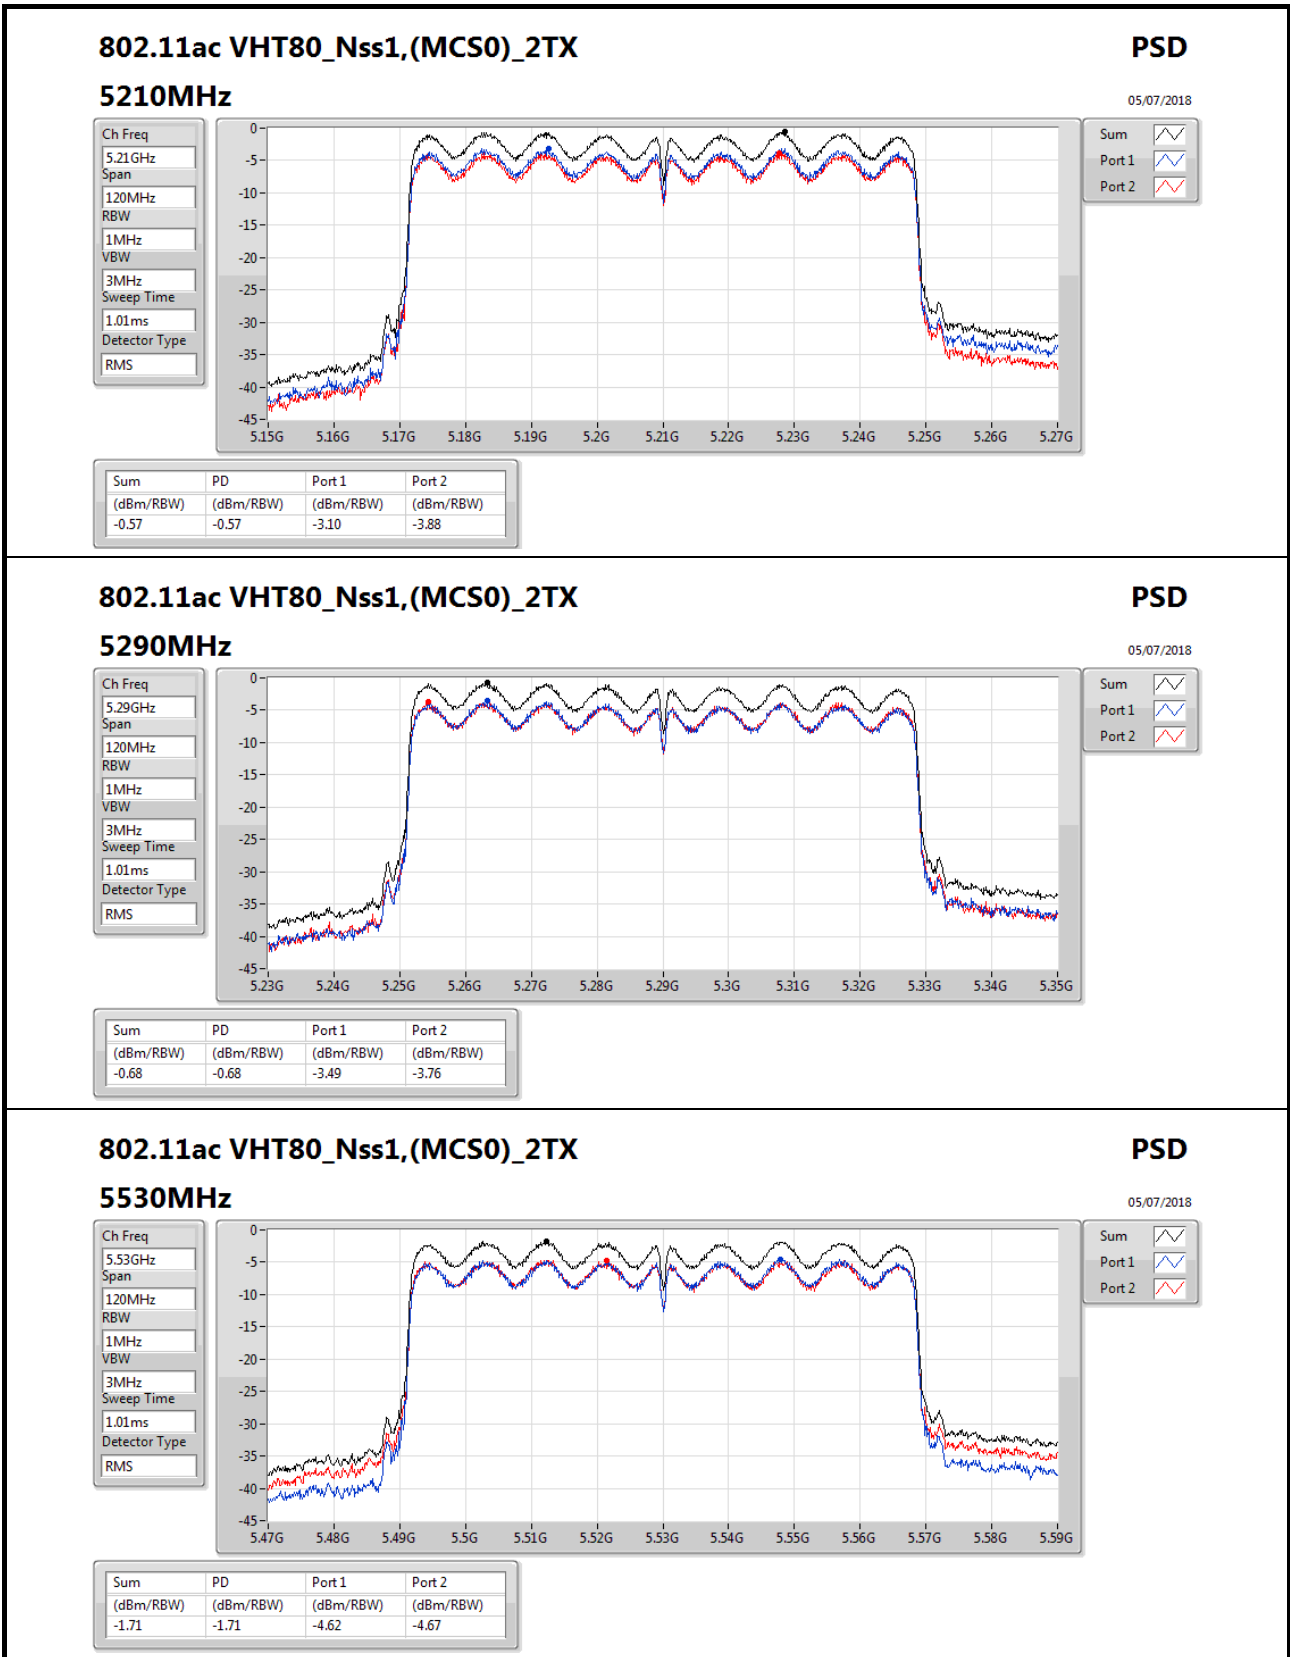 802.11ac VHT80_Nss1,(MCS0)_2TX PSD
5210MHz 05/07/2018
Ch Freq
5.21GHz
Span
120MHz
RBW
1MHz
VBW
3MHz
Sweep Time
1.01ms
Detector Type
RMS
0
-5
-10
-15
-20
-25
-30
-35
-40
-45
5.15G 5.16G 5.17G 5.18G 5.19G 5.2G 5.21G 5.22G 5.23G 5.24G 5.25G 5.26G 5.27G
Sum
Port 1
Port 2
Sum PD Port 1 Port 2
(dBm/RBW) (dBm/RBW) (dBm/RBW) (dBm/RBW)
-0.57 -0.57 -3.10 -3.88
802.11ac VHT80_Nss1,(MCS0)_2TX PSD
5290MHz 05/07/2018
Ch Freq
5.29GHz
Span
120MHz
RBW
1MHz
VBW
3MHz
Sweep Time
1.01ms
Detector Type
RMS
0
-5
-10
-15
-20
-25
-30
-35
-40
-45
5.23G 5.24G 5.25G 5.26G 5.27G 5.28G 5.29G 5.3G 5.31G 5.32G 5.33G 5.34G 5.35G
Sum
Port 1
Port 2
Sum PD Port 1 Port 2
(dBm/RBW) (dBm/RBW) (dBm/RBW) (dBm/RBW)
-0.68 -0.68 -3.49 -3.76
802.11ac VHT80_Nss1,(MCS0)_2TX PSD
5530MHz 05/07/2018
Ch Freq
5.53GHz
Span
120MHz
RBW
1MHz
VBW
3MHz
Sweep Time
1.01ms
Detector Type
RMS
0
-5
-10
-15
-20
-25
-30
-35
-40
-45
5.47G 5.48G 5.49G 5.5G 5.51G 5.52G 5.53G 5.54G 5.55G 5.56G 5.57G 5.58G 5.59G
Sum
Port 1
Port 2
Sum PD Port 1 Port 2
(dBm/RBW) (dBm/RBW) (dBm/RBW) (dBm/RBW)
-1.71 -1.71 -4.62 -4.67